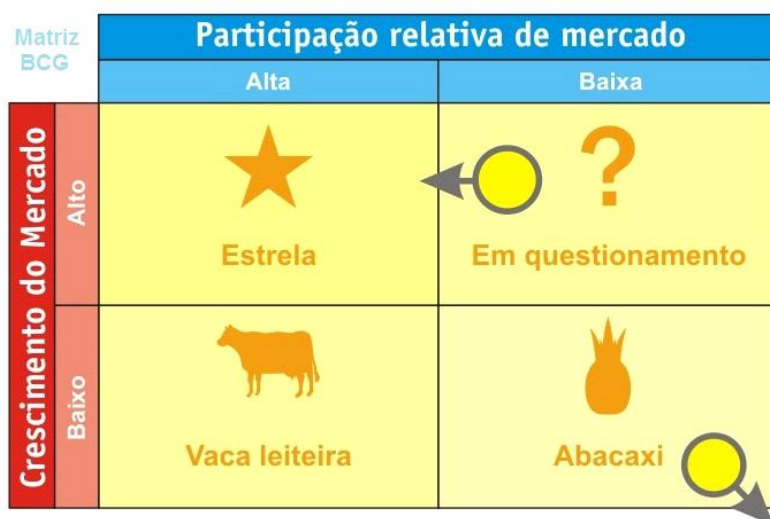 Matriz
BCG
Participação relativa de mercado
Alta
Baixa
Crescimento do Mercado
Alto
?
Estrela
Em questionamento
Baixo
Vaca leiteira
Abacaxi